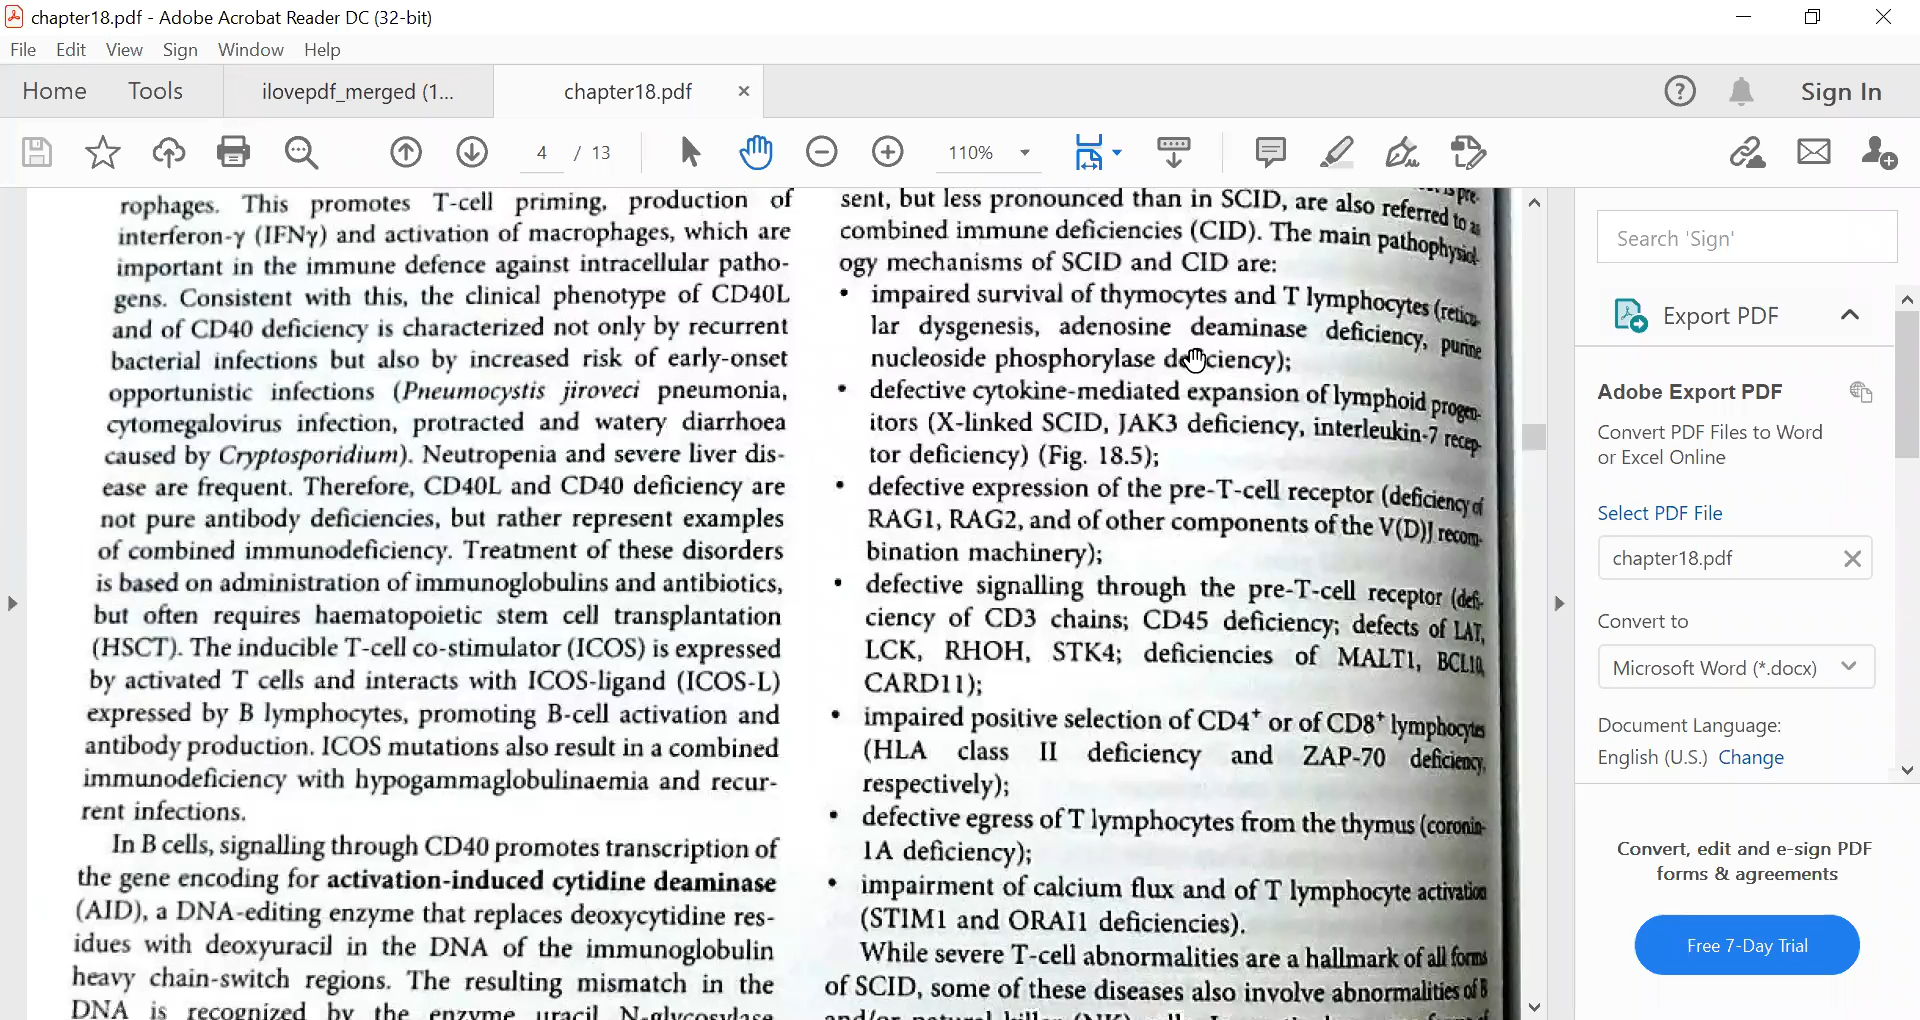 chapter18.pdf - Adobe Acrobat Reader DC (32-bit)
File Edit View Sign Window Help
Home Tools ilovepdf_merged (1... chapter18.pdf Sign In
4 / 13 110%
rophages. This promotes T-cell priming, production of
interferon-γ (IFNγ) and activation of macrophages, which are
important in the immune defence against intracellular patho-
gens. Consistent with this, the clinical phenotype of CD40L
and of CD40 deficiency is characterized not only by recurrent
bacterial infections but also by increased risk of early-onset
opportunistic infections (Pneumocystis jiroveci pneumonia,
cytomegalovirus infection, protracted and watery diarrhoea
caused by Cryptosporidium). Neutropenia and severe liver dis-
ease are frequent. Therefore, CD40L and CD40 deficiency are
not pure antibody deficiencies, but rather represent examples
of combined immunodeficiency. Treatment of these disorders
is based on administration of immunoglobulins and antibiotics,
but often requires haematopoietic stem cell transplantation
(HSCT). The inducible T-cell co-stimulator (ICOS) is expressed
by activated T cells and interacts with ICOS-ligand (ICOS-L)
expressed by B lymphocytes, promoting B-cell activation and
antibody production. ICOS mutations also result in a combined
immunodeficiency with hypogammaglobulinaemia and recur-
rent infections.
In B cells, signalling through CD40 promotes transcription of
the gene encoding for activation-induced cytidine deaminase
(AID), a DNA-editing enzyme that replaces deoxycytidine res-
idues with deoxyuracil in the DNA of the immunoglobulin
heavy chain-switch regions. The resulting mismatch in the
DNA is recognized by the enzyme uracil N-glycosylase
is pre-
sent, but less pronounced than in SCID, are also referred to as
combined immune deficiencies (CID). The main pathophysiol-
ogy mechanisms of SCID and CID are:
• impaired survival of thymocytes and T lymphocytes (reticu-
lar dysgenesis, adenosine deaminase deficiency, purine
nucleoside phosphorylase deficiency);
• defective cytokine-mediated expansion of lymphoid progen-
itors (X-linked SCID, JAK3 deficiency, interleukin-7 recep-
tor deficiency) (Fig. 18.5);
• defective expression of the pre-T-cell receptor (deficiency of
RAG1, RAG2, and of other components of the V(D)J recom-
bination machinery);
• defective signalling through the pre-T-cell receptor (defi-
ciency of CD3 chains; CD45 deficiency; defects of LAT,
LCK, RHOH, STK4; deficiencies of MALT1, BCL10,
CARD11);
• impaired positive selection of CD4⁺ or of CD8⁺ lymphocytes
(HLA class II deficiency and ZAP-70 deficiency,
respectively);
• defective egress of T lymphocytes from the thymus (coronin-
1A deficiency);
• impairment of calcium flux and of T lymphocyte activation
(STIM1 and ORAI1 deficiencies).
While severe T-cell abnormalities are a hallmark of all forms
of SCID, some of these diseases also involve abnormalities of B
and/or natural killer (NK) cells.
Search 'Sign'
Export PDF
Adobe Export PDF
Convert PDF Files to Word
or Excel Online
Select PDF File
chapter18.pdf
Convert to
Microsoft Word (*.docx)
Document Language:
English (U.S.) Change
Convert, edit and e-sign PDF
forms & agreements
Free 7-Day Trial